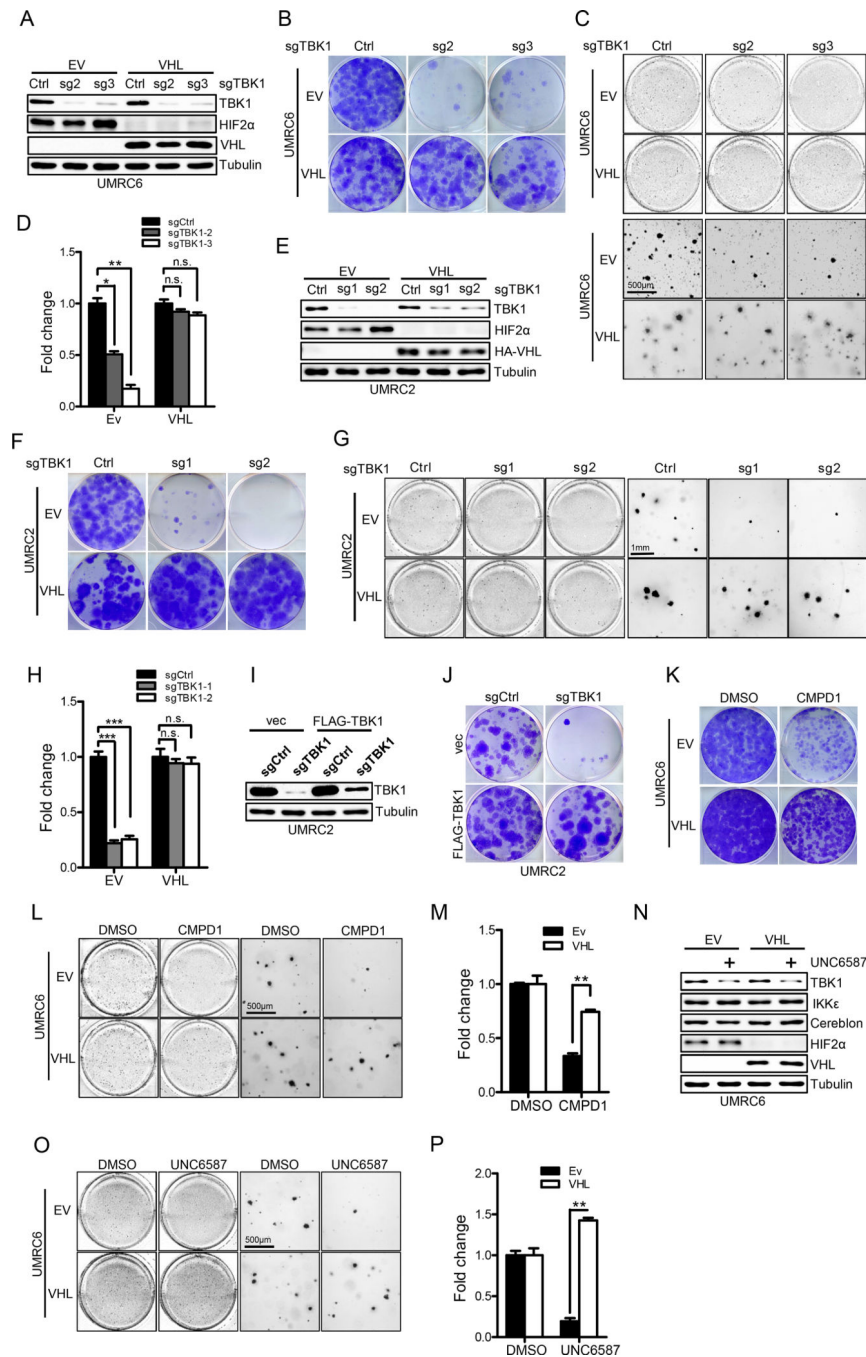 A
EV VHL
Ctrl sg2 sg3 Ctrl sg2 sg3 sgTBK1
TBK1
HIF2α
VHL
Tubulin
UMRC6
B
sgTBK1 Ctrl sg2 sg3
UMRC6
EV
VHL
C
sgTBK1 Ctrl sg2 sg3
UMRC6
EV
VHL
UMRC6
EV
500μm
VHL
D
sgCtrl
sgTBK1-2
sgTBK1-3
Fold change
1.0
0.5
0.0
**
*
n.s.
n.s.
Ev VHL
E
EV VHL
Ctrl sg1 sg2 Ctrl sg1 sg2 sgTBK1
TBK1
HIF2α
HA-VHL
Tubulin
UMRC2
F
sgTBK1 Ctrl sg1 sg2
UMRC2
EV
VHL
G
sgTBK1 Ctrl sg1 sg2 Ctrl sg1 sg2
UMRC2
EV
1mm
VHL
H
sgCtrl
sgTBK1-1
sgTBK1-2
Fold change
1.0
0.5
0.0
***
***
n.s.
n.s.
EV VHL
I
vec FLAG-TBK1
sgCtrl sgTBK1 sgCtrl sgTBK1
TBK1
Tubulin
UMRC2
J
sgCtrl sgTBK1
vec
FLAG-TBK1
UMRC2
K
DMSO CMPD1
UMRC6
EV
VHL
L
DMSO CMPD1 DMSO CMPD1
UMRC6
EV
500μm
VHL
M
Ev
VHL
Fold change
1.5
1.0
0.5
0.0
**
DMSO CMPD1
N
EV VHL
+ + UNC6587
TBK1
IKKε
Cereblon
HIF2α
VHL
Tubulin
UMRC6
O
DMSO UNC6587 DMSO UNC6587
UMRC6
EV
500μm
VHL
P
Ev
VHL
Fold change
2.0
1.5
1.0
0.5
0.0
**
DMSO UNC6587